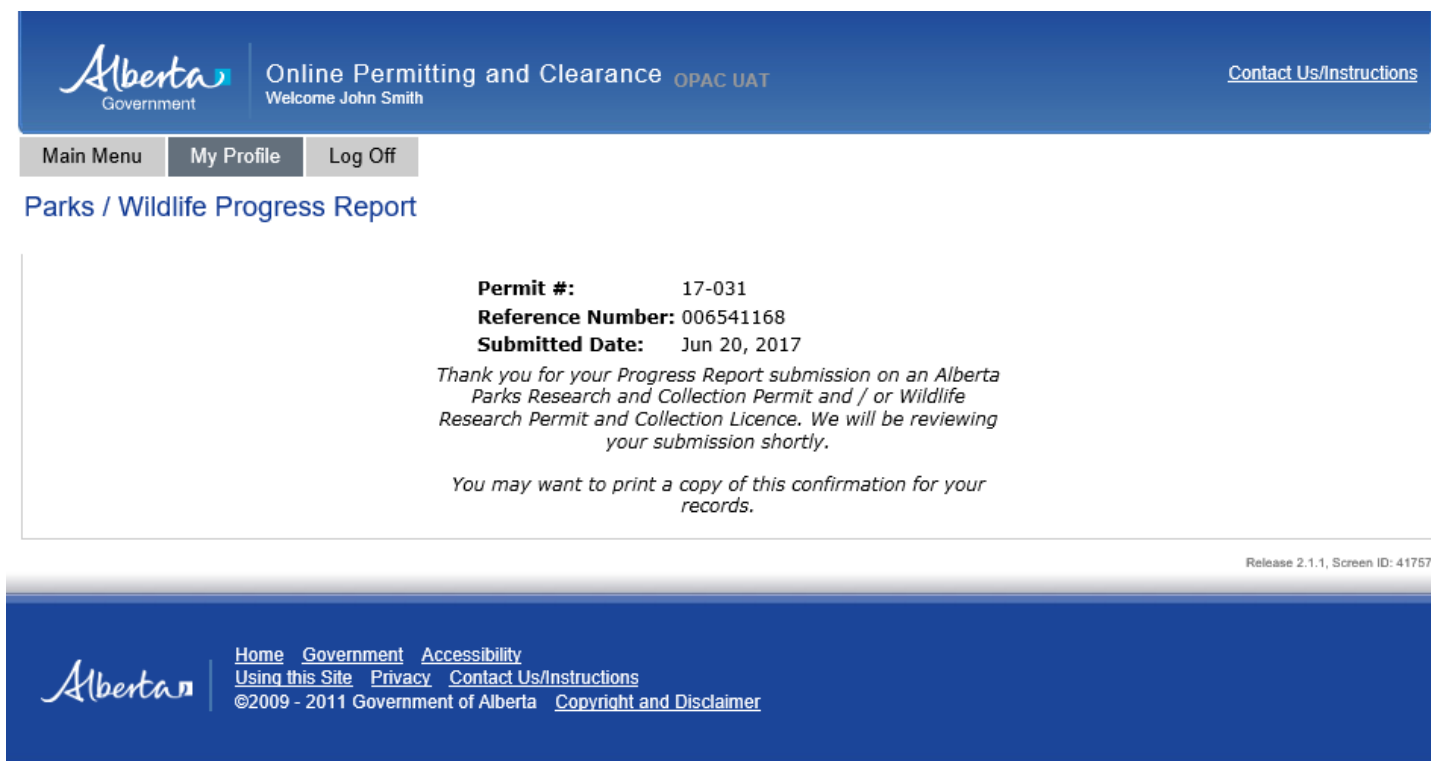 Alberta
Government
Online Permitting and Clearance OPAC UAT
Welcome John Smith
Contact Us/Instructions
Main Menu My Profile Log Off
Parks / Wildlife Progress Report
Permit #: 17-031
Reference Number: 006541168
Submitted Date: Jun 20, 2017
Thank you for your Progress Report submission on an Alberta
Parks Research and Collection Permit and / or Wildlife
Research Permit and Collection Licence. We will be reviewing
your submission shortly.
You may want to print a copy of this confirmation for your
records.
Release 2.1.1, Screen ID: 41757
Alberta
Home Government Accessibility
Using this Site Privacy Contact Us/Instructions
©2009 - 2011 Government of Alberta Copyright and Disclaimer